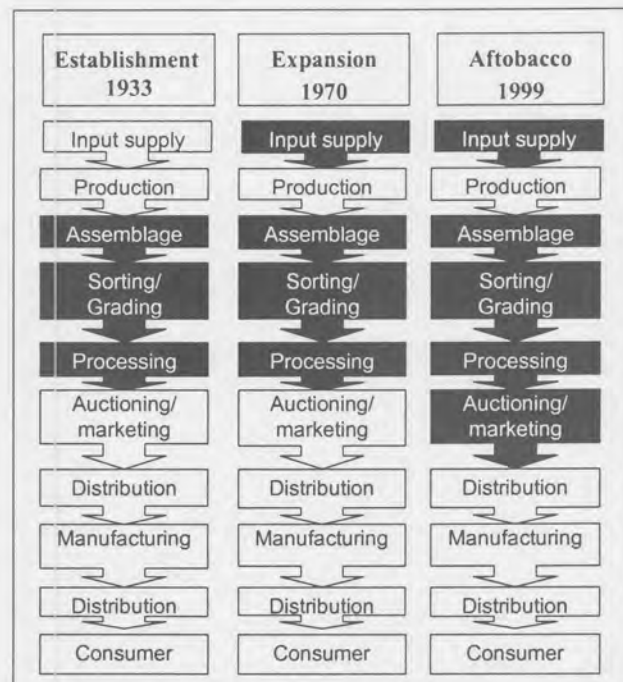 Establishment
1933
Input supply
Production
Assemblage
Sorting/
Grading
Processing
Auctioning/
marketing
Distribution
Manufacturing
Distribution
Consumer
Expansion
1970
Input supply
Production
Assemblage
Sorting/
Grading
Processing
Auctioning/
marketing
Distribution
Manufacturing
Distribution
Consumer
Aftobacco
1999
Input supply
Production
Assemblage
Sorting/
Grading
Processing
Auctioning/
marketing
Distribution
Manufacturing
Distribution
Consumer